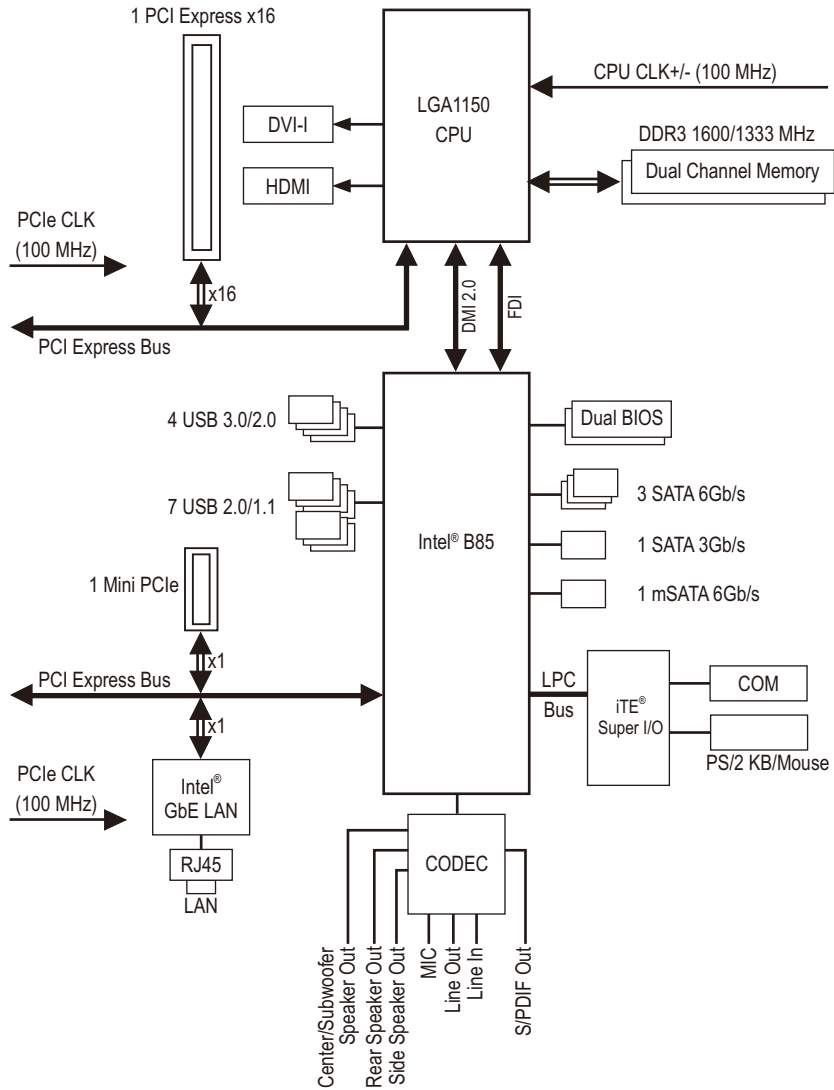 1 PCI Express x16
CPU CLK+/- (100 MHz)
LGA1150
CPU
DVI-I
DDR3 1600/1333 MHz
Dual Channel Memory
HDMI
PCIe CLK
(100 MHz)
x16
DMI 2.0
FDI
PCI Express Bus
4 USB 3.0/2.0
Dual BIOS
7 USB 2.0/1.1
3 SATA 6Gb/s
Intel® B85
1 SATA 3Gb/s
1 Mini PCIe
1 mSATA 6Gb/s
x1
PCI Express Bus
LPC
Bus
iTE®
Super I/O
COM
x1
PS/2 KB/Mouse
PCIe CLK
(100 MHz)
Intel®
GbE LAN
RJ45
LAN
CODEC
Center/Subwoofer
Speaker Out
Rear Speaker Out
Side Speaker Out
MIC
Line Out
Line In
S/PDIF Out